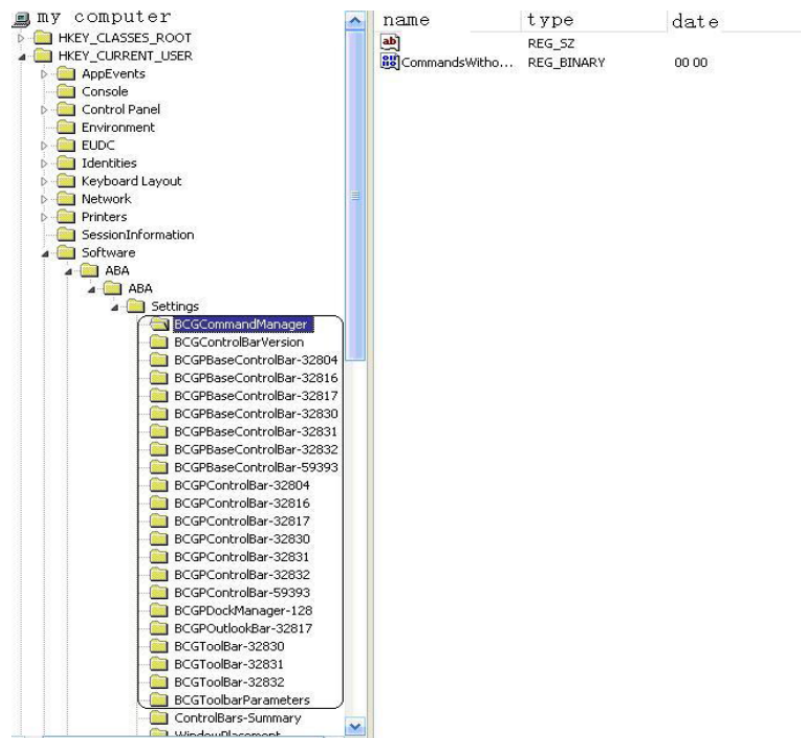 my computer
HKEY_CLASSES_ROOT
HKEY_CURRENT_USER
AppEvents
Console
Control Panel
Environment
EUDC
Identities
Keyboard Layout
Network
Printers
SessionInformation
Software
ABA
ABA
Settings
BCGCommandManager
BCGControlBarVersion
BCGPBaseControlBar-32804
BCGPBaseControlBar-32816
BCGPBaseControlBar-32817
BCGPBaseControlBar-32830
BCGPBaseControlBar-32831
BCGPBaseControlBar-32832
BCGPBaseControlBar-59393
BCGPControlBar-32804
BCGPControlBar-32816
BCGPControlBar-32817
BCGPControlBar-32830
BCGPControlBar-32831
BCGPControlBar-32832
BCGPControlBar-59393
BCGPDockManager-128
BCGPOutlookBar-32817
BCGToolBar-32830
BCGToolBar-32831
BCGToolBar-32832
BCGToolbarParameters
ControlBars-Summary
WindowPlacement
name type date
ab REG_SZ
CommandsWitho... REG_BINARY 00 00